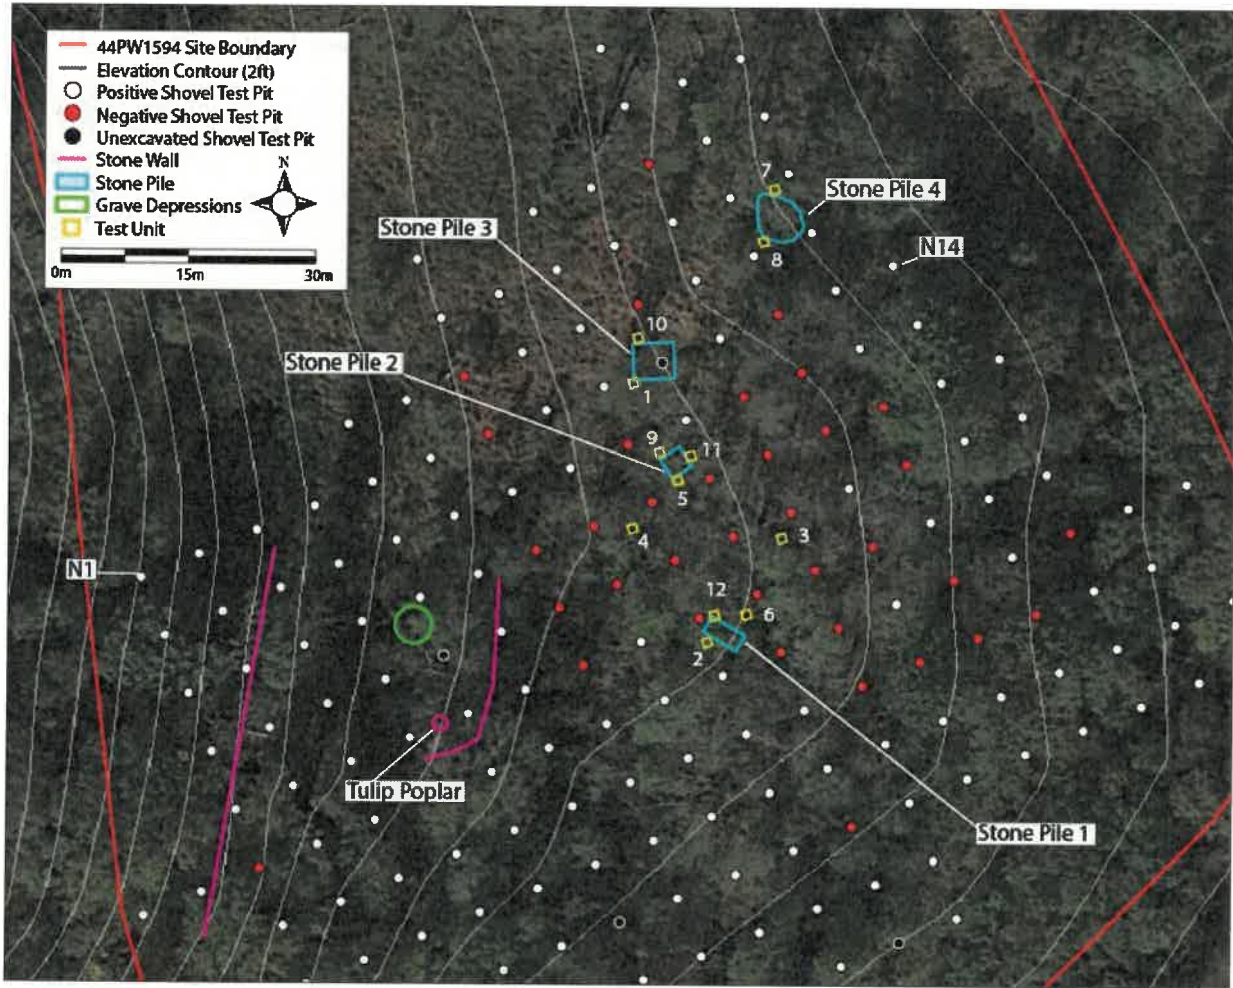 44PW1594 Site Boundary
Elevation Contour (2ft)
Positive Shovel Test Pit
Negative Shovel Test Pit
Unexcavated Shovel Test Pit
Stone Wall
N
Stone Pile
Grave Depressions
Test Unit
0m 15m 30m
7
Stone Pile 4
Stone Pile 3
8
N14
10
Stone Pile 2
1
9
11
5
4
3
N1
12
6
2
Tulip Poplar
Stone Pile 1